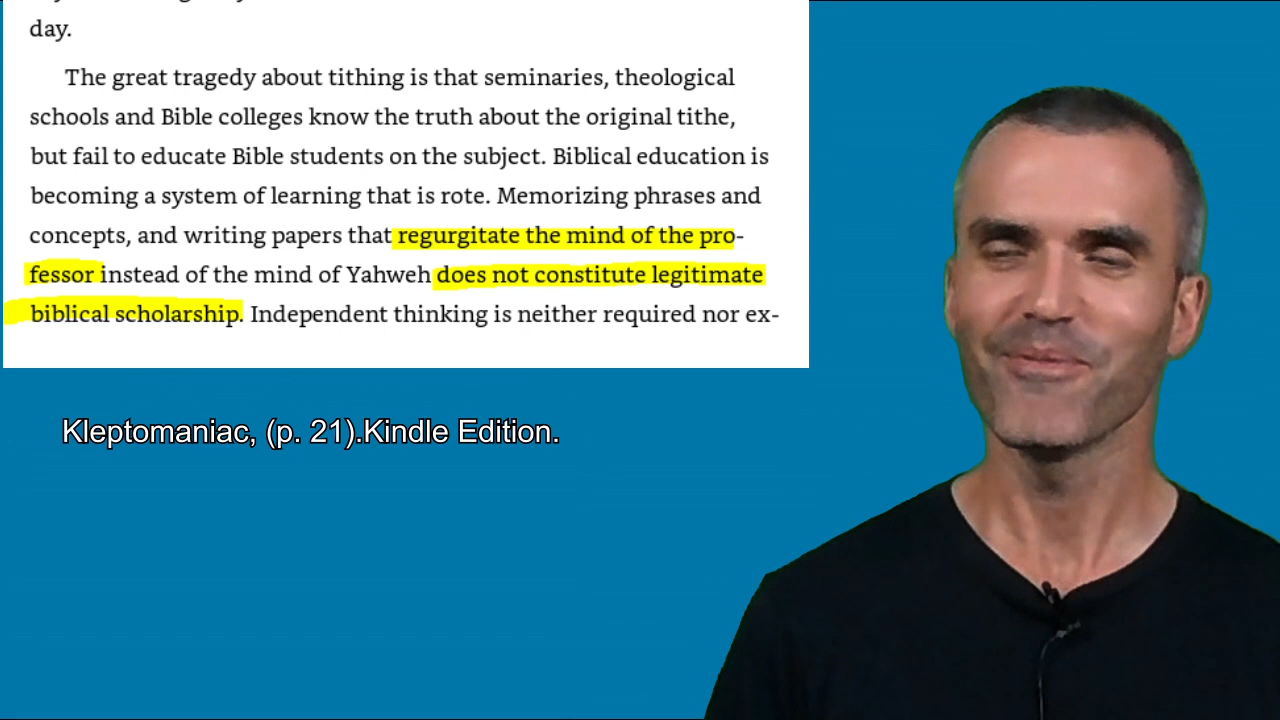 day.
The great tragedy about tithing is that seminaries, theological
schools and Bible colleges know the truth about the original tithe,
but fail to educate Bible students on the subject. Biblical education is
becoming a system of learning that is rote. Memorizing phrases and
concepts, and writing papers that regurgitate the mind of the pro-
fessor instead of the mind of Yahweh does not constitute legitimate
biblical scholarship. Independent thinking is neither required nor ex-
Kleptomaniac, (p. 21).Kindle Edition.